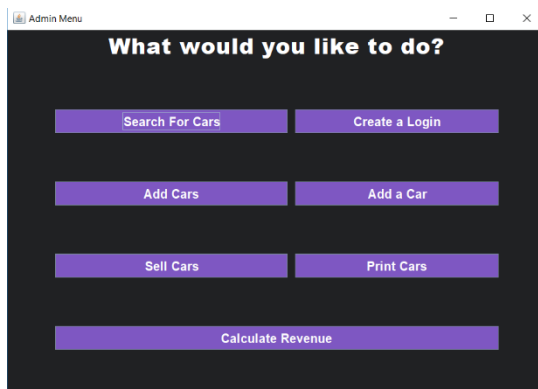 Admin Menu
What would you like to do?
Search For Cars
Create a Login
Add Cars
Add a Car
Sell Cars
Print Cars
Calculate Revenue